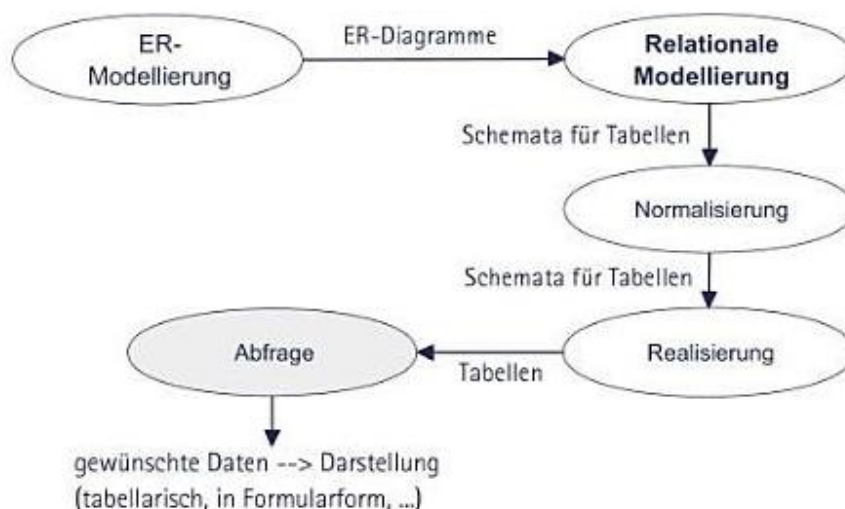 ER-
Modellierung
ER-Diagramme
Relationale
Modellierung
Schemata für Tabellen
Normalisierung
Schemata für Tabellen
Realisierung
Tabellen
Abfrage
gewünschte Daten --> Darstellung
(tabellarisch, in Formularform, ...)